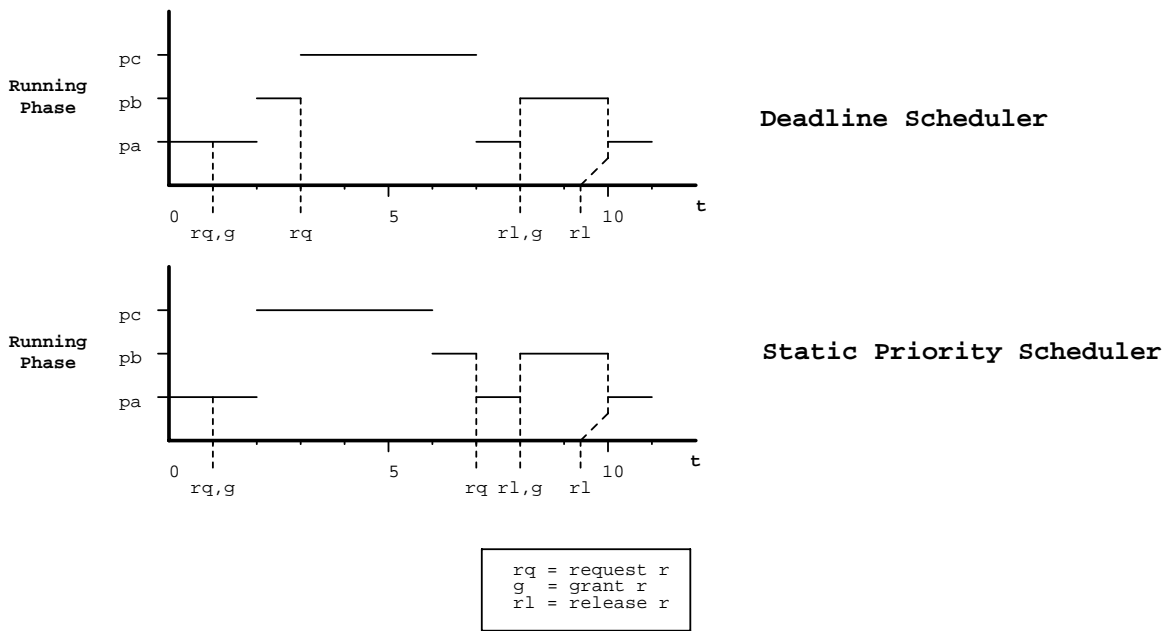 pc
Running
Phase
pb
pa
Deadline Scheduler
0
5
10
t
rq,g
rq
rl,g
rl
pc
Running
Phase
pb
pa
Static Priority Scheduler
0
5
10
t
rq,g
rq
rl,g
rl
rq = request r
g = grant r
rl = release r